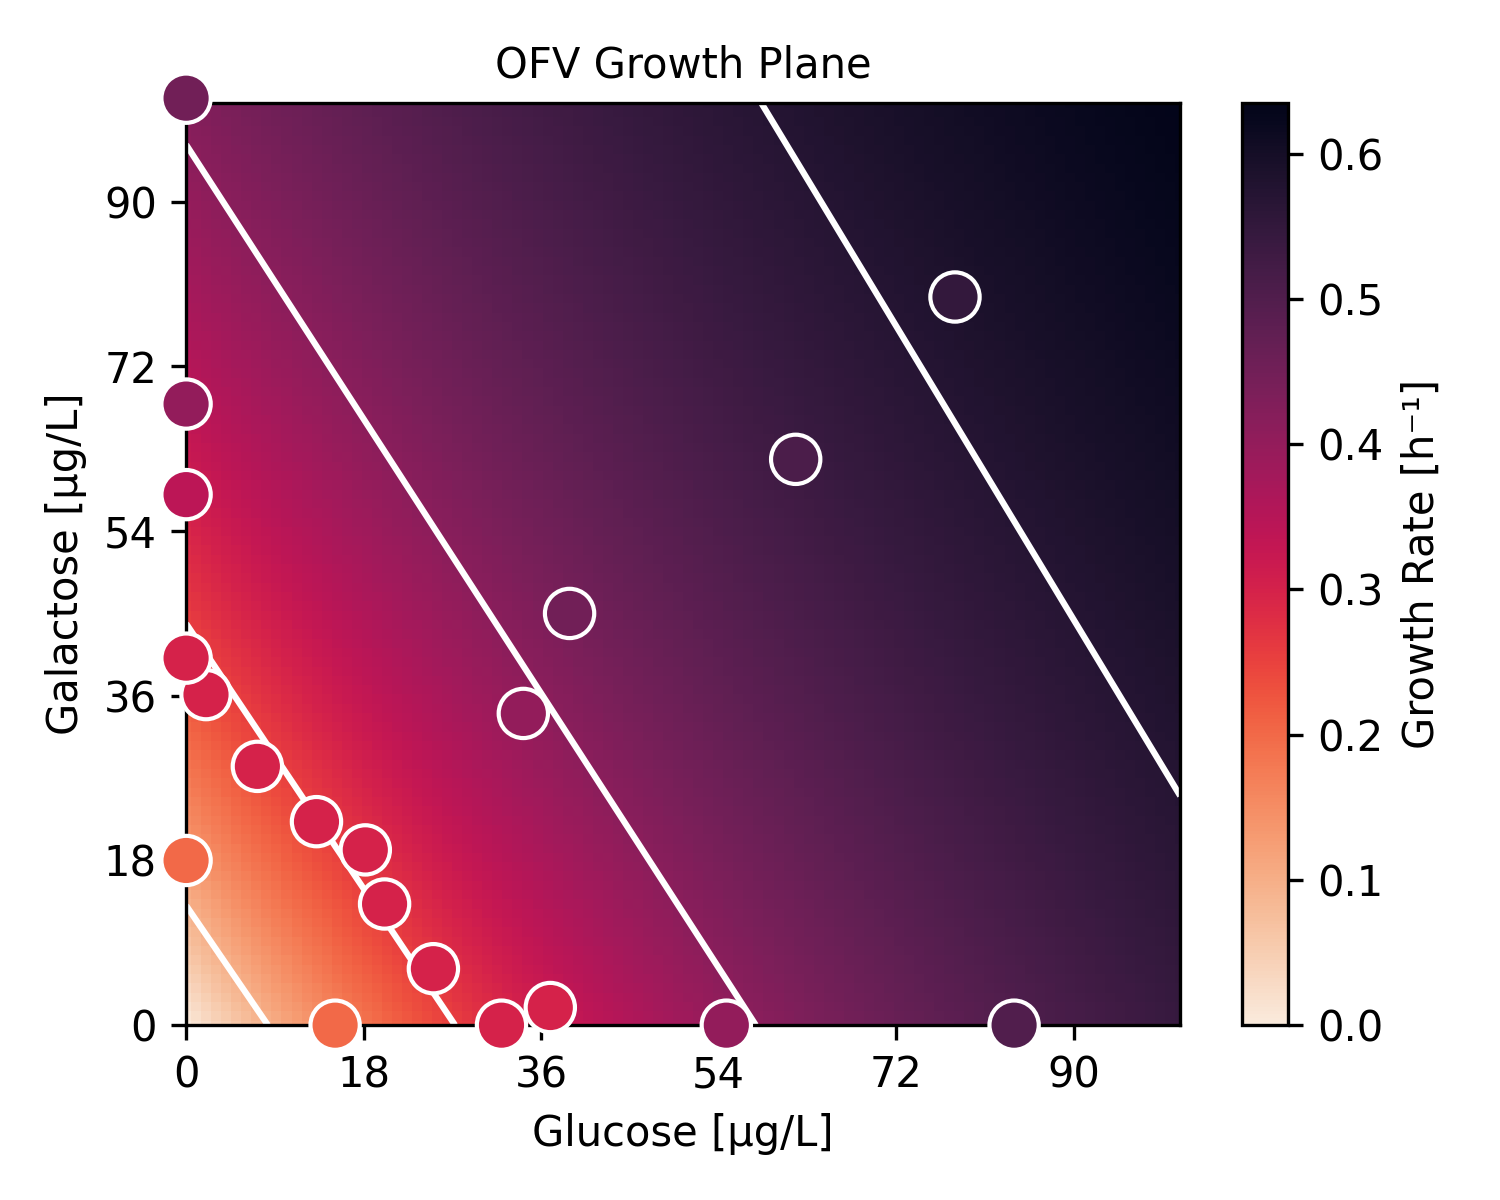 OFV Growth Plane
90
72
54
36
18
0
Galactose [µg/L]
0 18 36 54 72 90
Glucose [µg/L]
0.6
0.5
0.4
0.3
0.2
0.1
0.0
Growth Rate [h⁻¹]